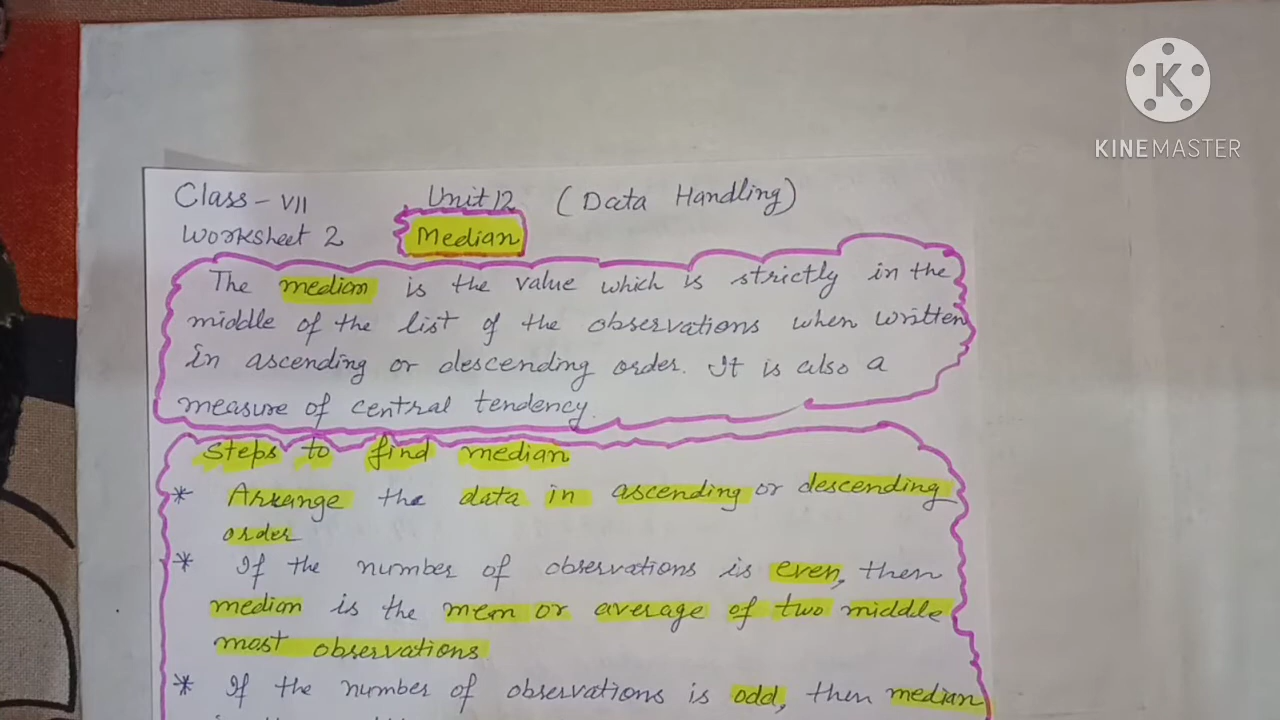 K
KINEMASTER
Class - VII Unit 12 (Data Handling)
Worksheet 2 Median
The median is the value which is strictly in the
middle of the list of the observations when written
in ascending or descending order. It is also a
measure of central tendency.
Steps to find median
* Arrange the data in ascending or descending
order
* If the number of observations is even, then
median is the mean or average of two middle
most observations
* If the number of observations is odd, then median